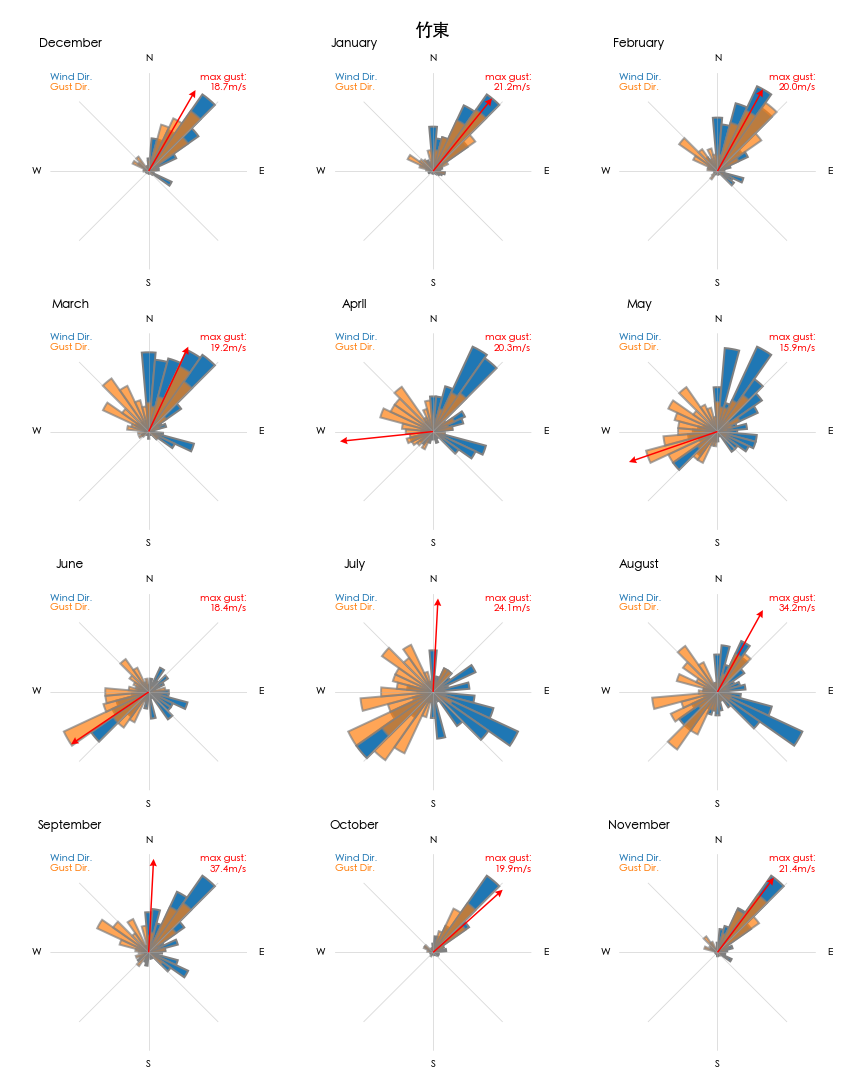 竹東
December
N
Wind Dir.
Gust Dir.
max gust:
18.7m/s
W
E
S
January
N
Wind Dir.
Gust Dir.
max gust:
21.2m/s
W
E
S
February
N
Wind Dir.
Gust Dir.
max gust:
20.0m/s
W
E
S
March
N
Wind Dir.
Gust Dir.
max gust:
19.2m/s
W
E
S
April
N
Wind Dir.
Gust Dir.
max gust:
20.3m/s
W
E
S
May
N
Wind Dir.
Gust Dir.
max gust:
15.9m/s
W
E
S
June
N
Wind Dir.
Gust Dir.
max gust:
18.4m/s
W
E
S
July
N
Wind Dir.
Gust Dir.
max gust:
24.1m/s
W
E
S
August
N
Wind Dir.
Gust Dir.
max gust:
34.2m/s
W
E
S
September
N
Wind Dir.
Gust Dir.
max gust:
37.4m/s
W
E
S
October
N
Wind Dir.
Gust Dir.
max gust:
19.9m/s
W
E
S
November
N
Wind Dir.
Gust Dir.
max gust:
21.4m/s
W
E
S